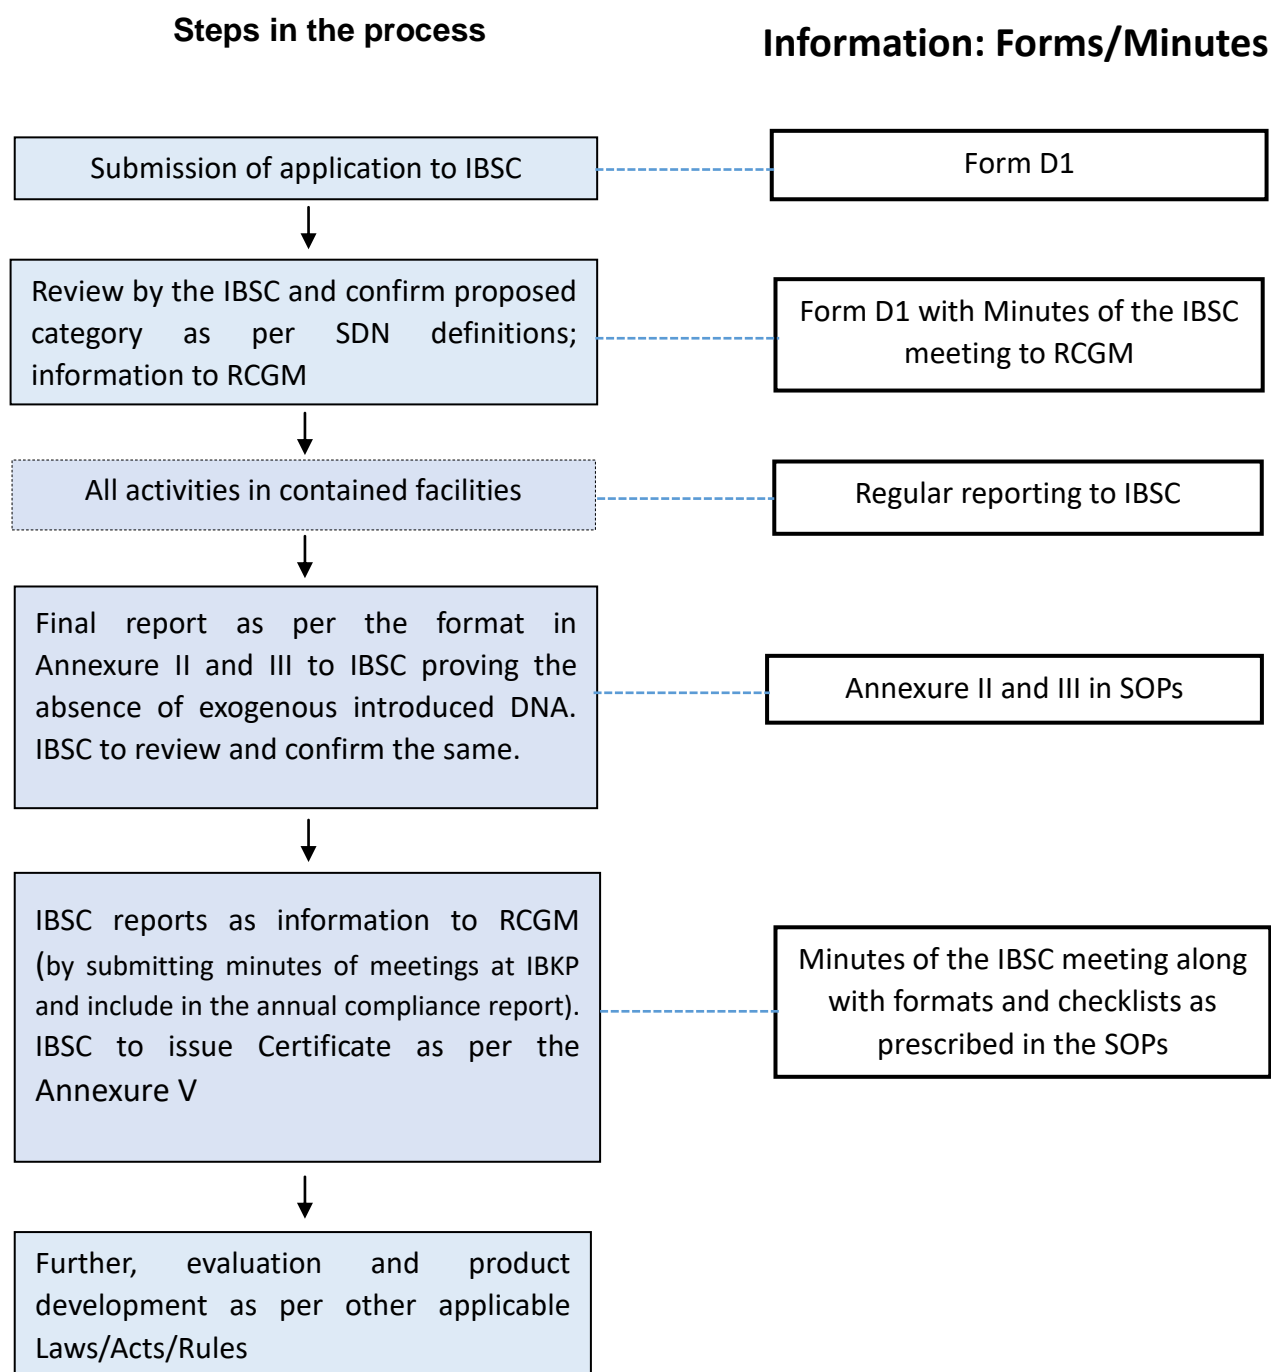 Steps in the process
Information: Forms/Minutes
Submission of application to IBSC
Form D1
Review by the IBSC and confirm proposed
category as per SDN definitions;
information to RCGM
Form D1 with Minutes of the IBSC
meeting to RCGM
All activities in contained facilities
Regular reporting to IBSC
Final report as per the format in
Annexure II and III to IBSC proving the
absence of exogenous introduced DNA.
IBSC to review and confirm the same.
Annexure II and III in SOPs
IBSC reports as information to RCGM
(by submitting minutes of meetings at IBKP
and include in the annual compliance report).
IBSC to issue Certificate as per the
Annexure V
Minutes of the IBSC meeting along
with formats and checklists as
prescribed in the SOPs
Further, evaluation and product
development as per other applicable
Laws/Acts/Rules